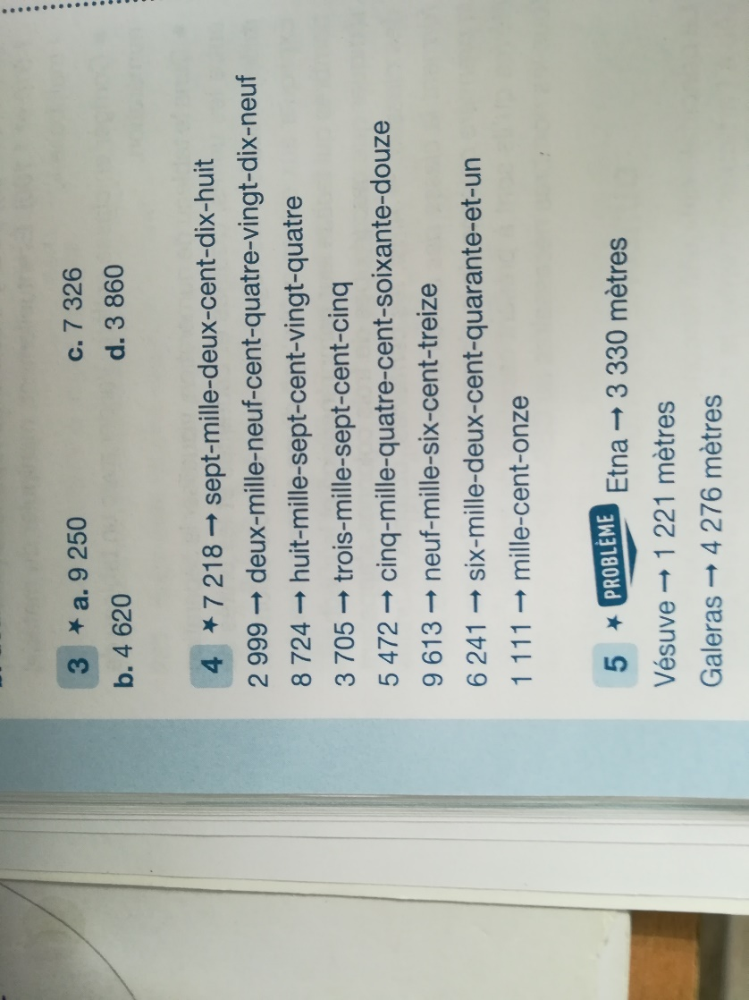 3 ★ a. 9 250 c. 7 326
b. 4 620 d. 3 860
4 ★ 7 218 → sept-mille-deux-cent-dix-huit
2 999 → deux-mille-neuf-cent-quatre-vingt-dix-neuf
8 724 → huit-mille-sept-cent-vingt-quatre
3 705 → trois-mille-sept-cent-cinq
5 472 → cinq-mille-quatre-cent-soixante-douze
9 613 → neuf-mille-six-cent-treize
6 241 → six-mille-deux-cent-quarante-et-un
1 111 → mille-cent-onze
5 ★ PROBLÈME Etna → 3 330 mètres
Vésuve → 1 221 mètres
Galeras → 4 276 mètres